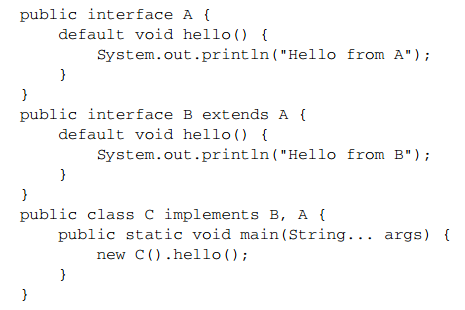 public interface A {
    default void hello() {
        System.out.println("Hello from A");
    }
}
public interface B extends A {
    default void hello() {
        System.out.println("Hello from B");
    }
}
public class C implements B, A {
    public static void main(String... args) {
        new C().hello();
    }
}